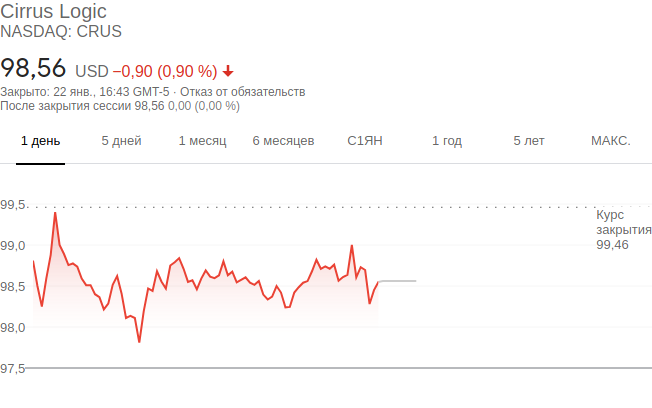 Cirrus Logic
NASDAQ: CRUS
98,56 USD −0,90 (0,90 %)
Закрыто: 22 янв., 16:43 GMT-5 · Отказ от обязательств
После закрытия сессии 98,56 0,00 (0,00 %)
1 день 5 дней 1 месяц 6 месяцев С1ЯН 1 год 5 лет МАКС.
99,5
Курс
закрытия
99,46
99,0
98,5
98,0
97,5